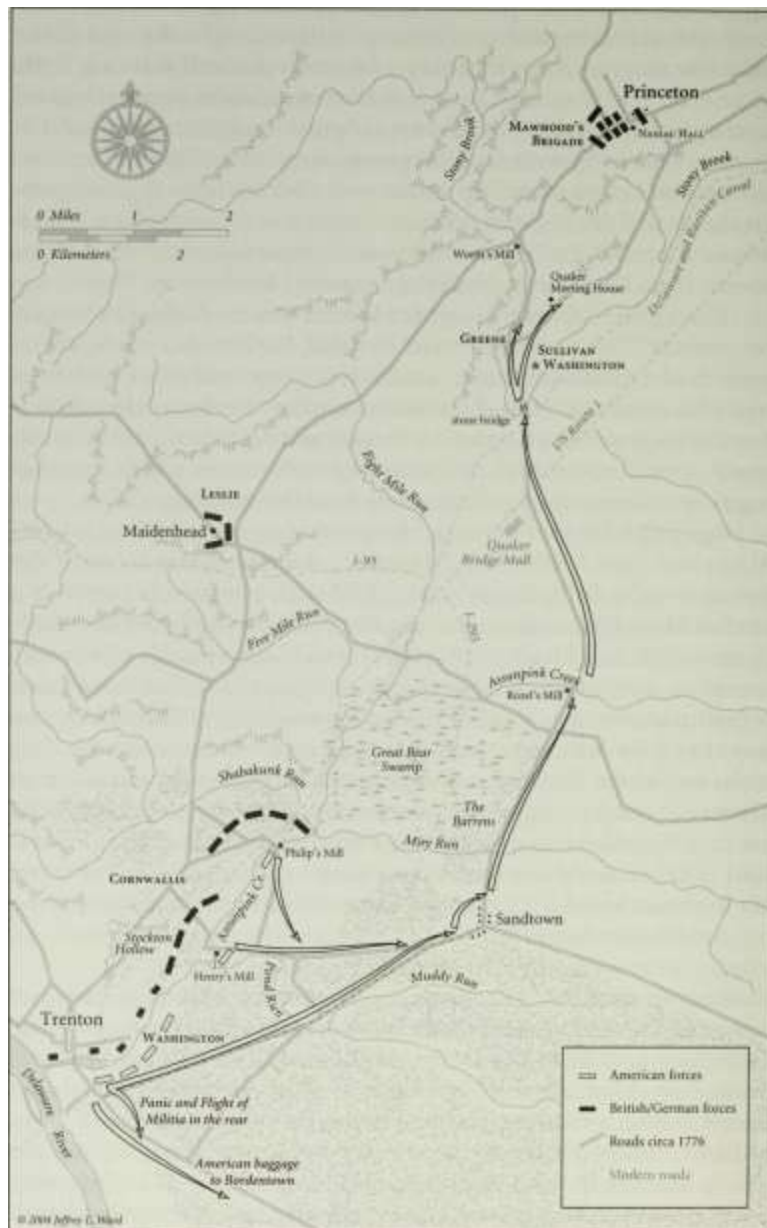 Princeton
MAWHOOD'S
BRIGADE
NASSAU HALL
Stony Brook
Stony Brook
Delaware and Raritan Canal
0 Miles 1 2
0 Kilometers 2
Worth's Mill
Quaker
Meeting House
GREENE
SULLIVAN
& WASHINGTON
stone bridge
US Route 1
Eight Mile Run
LESLIE
Maidenhead
Quaker
Bridge Mall
I-95
I-295
Five Mile Run
Assunpink Creek
Great Bear
Swamp
Shabakunk Run
The
Barrens
Miry Run
Philip's Mill
CORNWALLIS
Assunpink Cr.
Stockton
Hollow
Sandtown
Henry's Mill
Pond Run
Muddy Run
Trenton
WASHINGTON
Delaware
River
Panic and Flight of
Militia in the rear
American baggage
to Bordentown
American forces
British/German forces
Roads circa 1776
Modern roads
© 2004 Jeffrey L. Ward